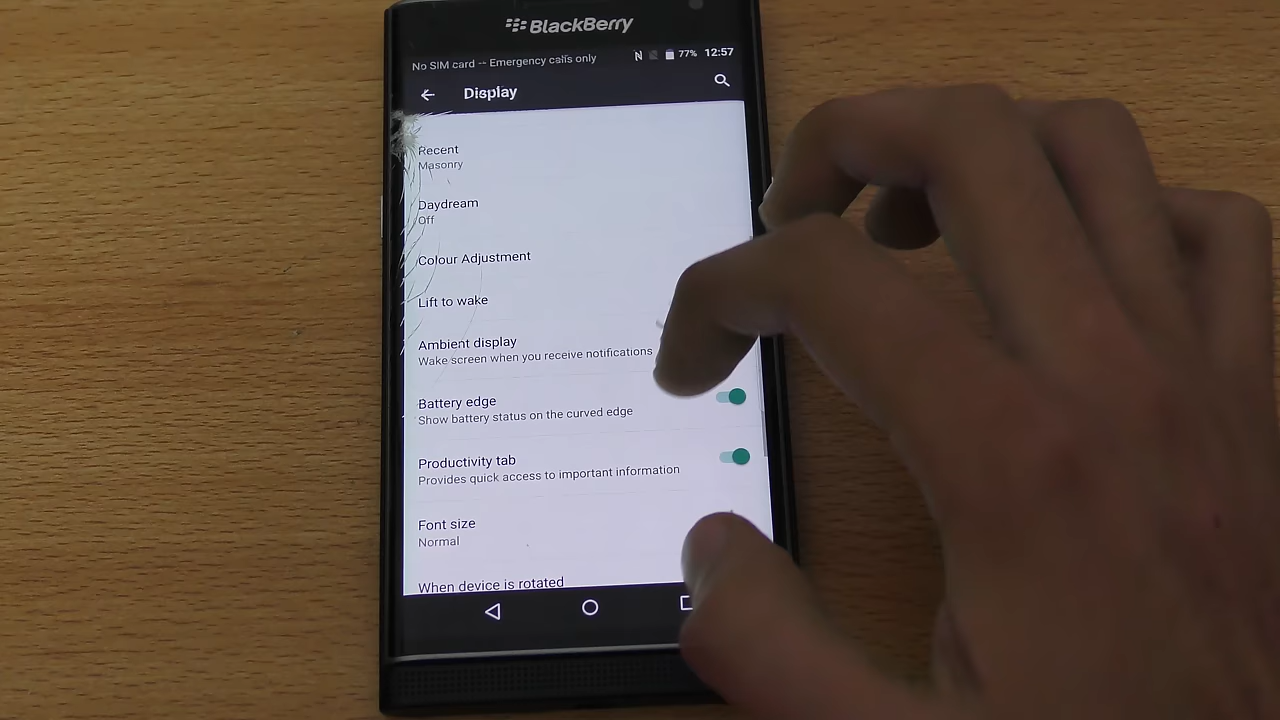 BlackBerry
No SIM card -- Emergency calls only N 77% 12:57
Display
Recent
Masonry
Daydream
Off
Colour Adjustment
Lift to wake
Ambient display
Wake screen when you receive notifications
Battery edge
Show battery status on the curved edge
Productivity tab
Provides quick access to important information
Font size
Normal
When device is rotated